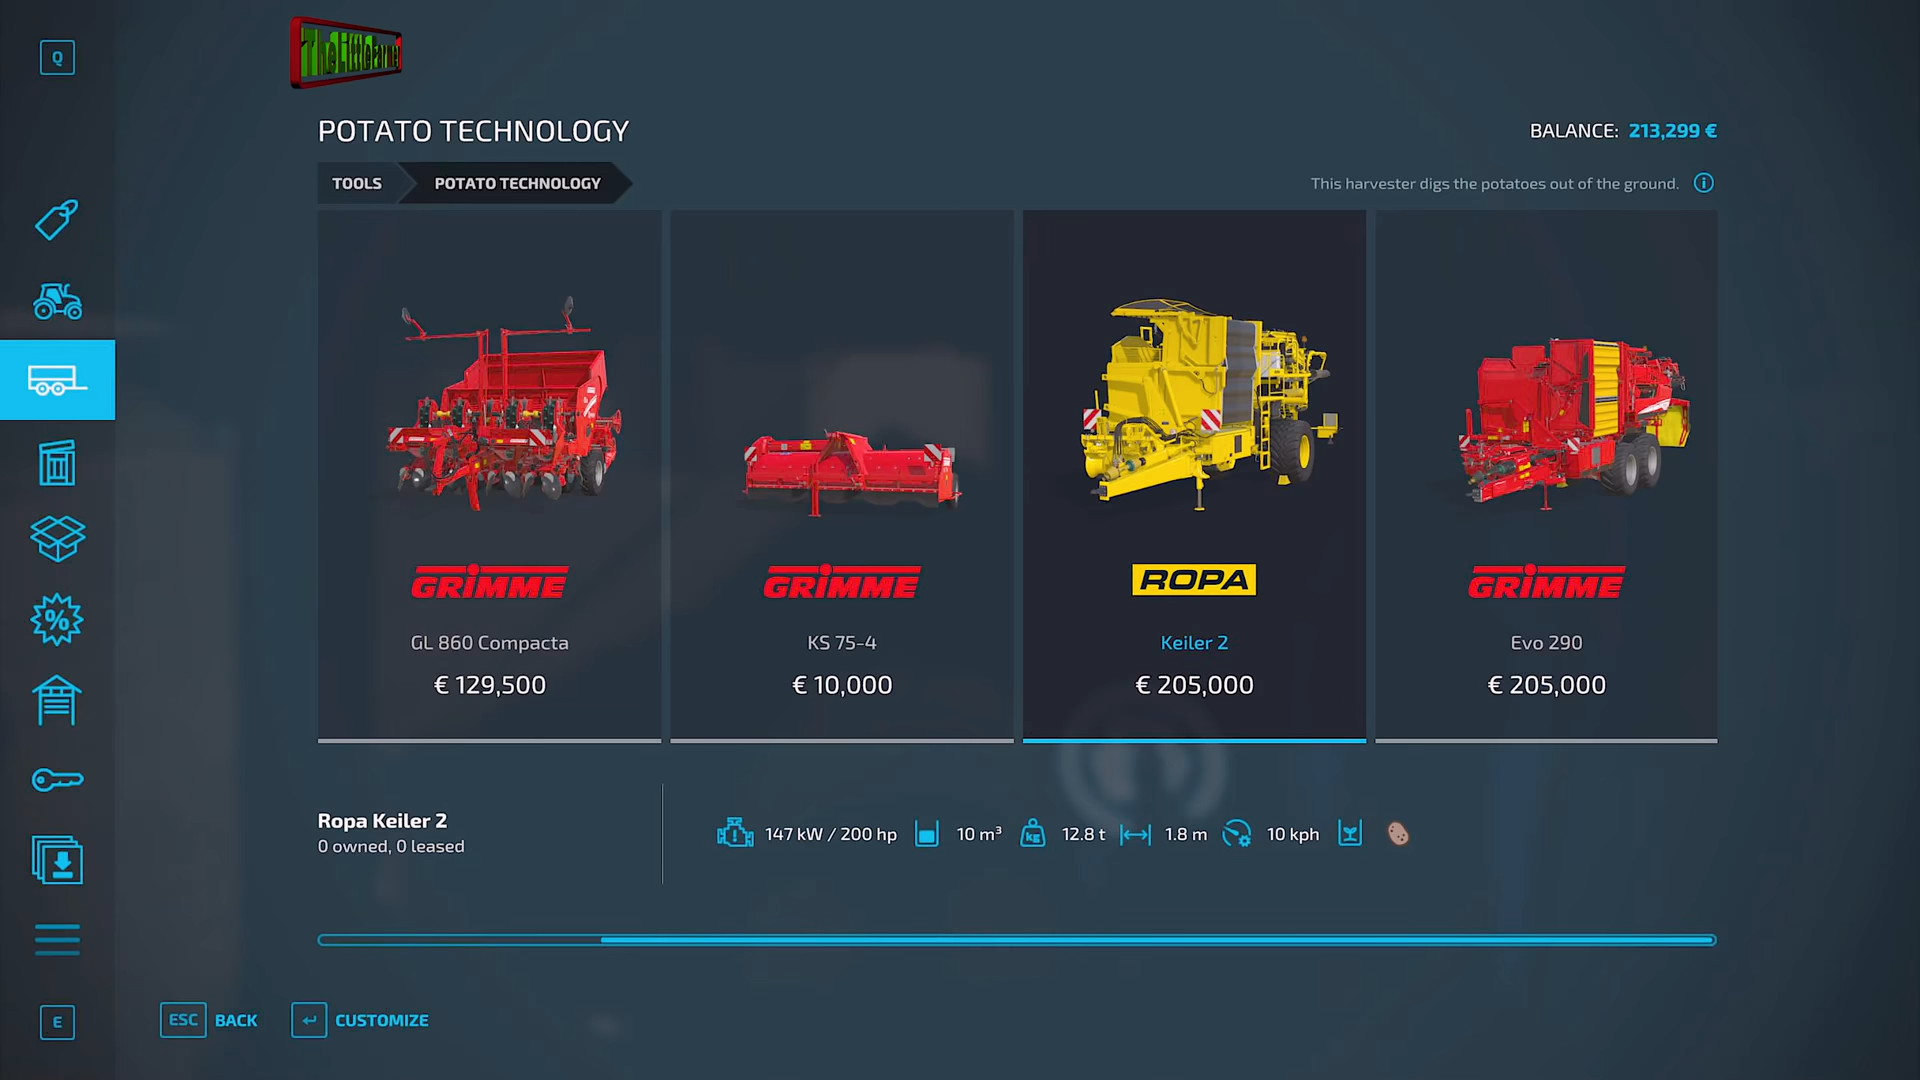 Q
TheLittleFarmer
POTATO TECHNOLOGY
BALANCE: 213,299 €
TOOLS
POTATO TECHNOLOGY
This harvester digs the potatoes out of the ground.
GRIMME
GL 860 Compacta
€ 129,500
GRIMME
KS 75-4
€ 10,000
ROPA
Keiler 2
€ 205,000
GRIMME
Evo 290
€ 205,000
Ropa Keiler 2
0 owned, 0 leased
147 kW / 200 hp
10 m³
kg
12.8 t
1.8 m
10 kph
%
E
ESC BACK
CUSTOMIZE